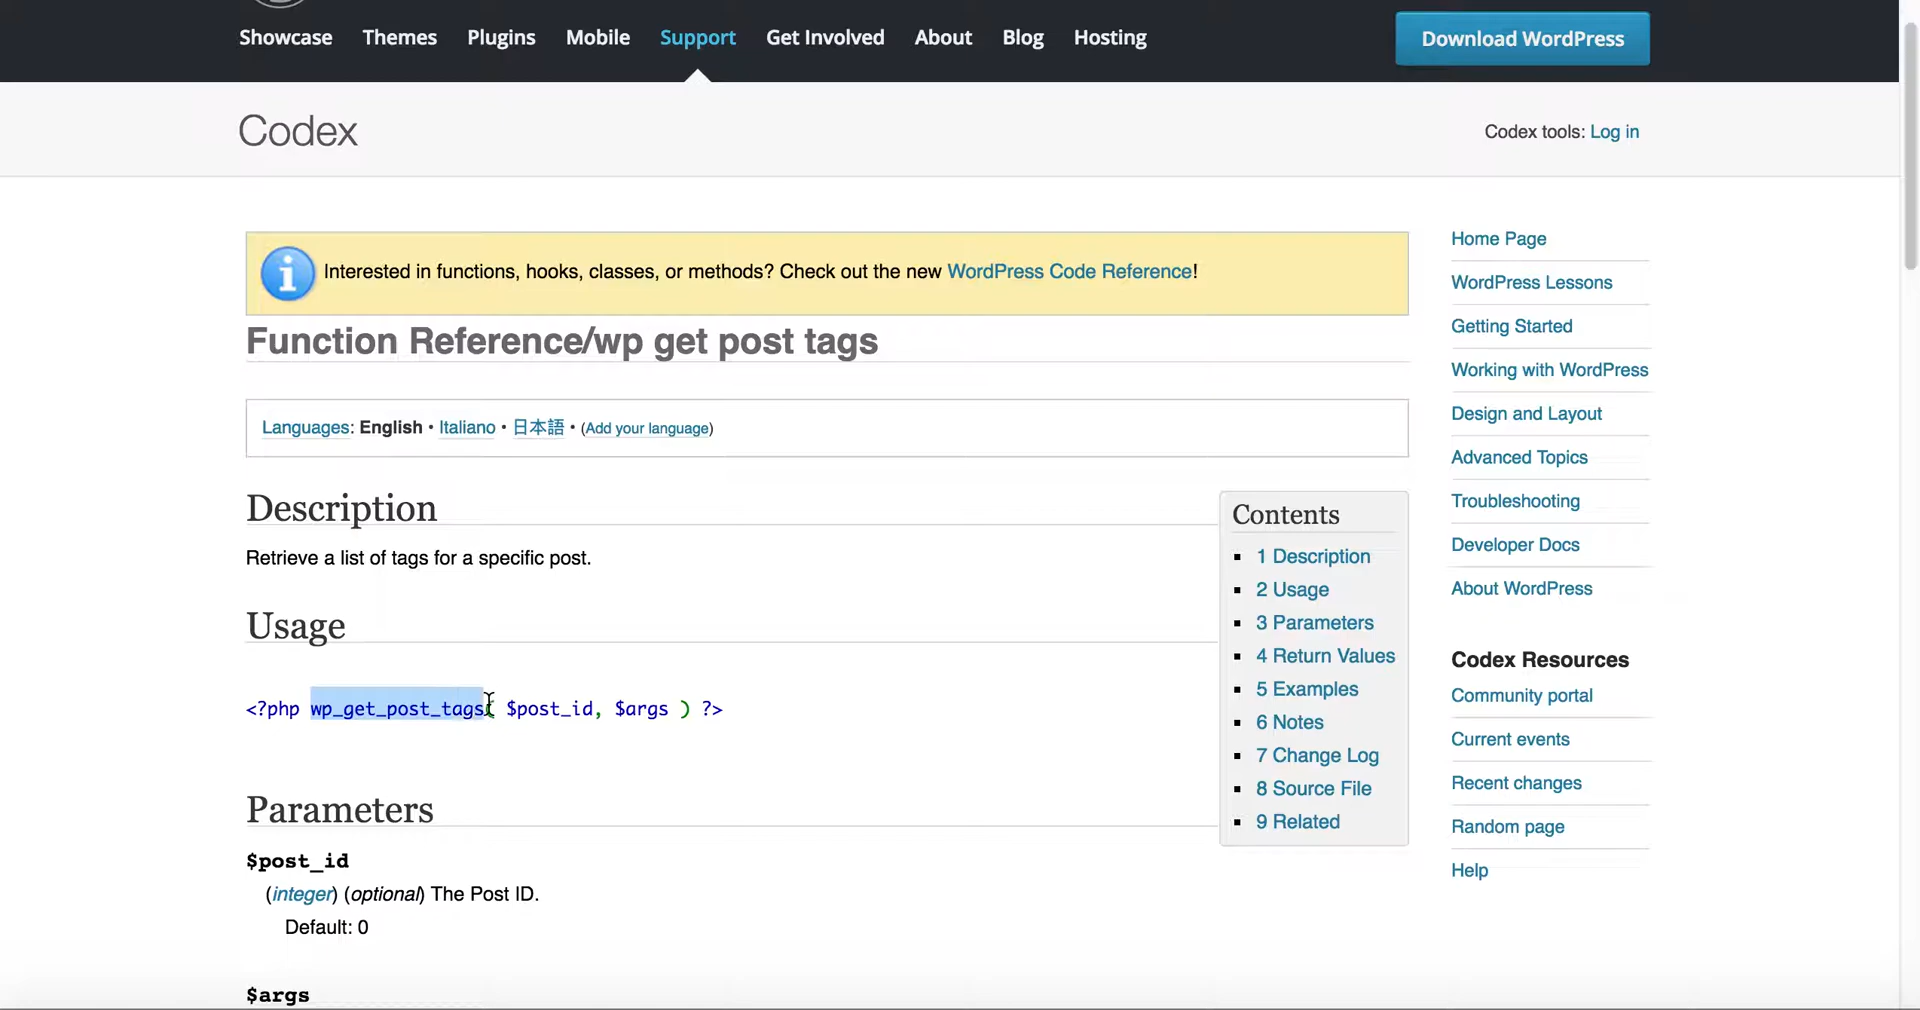 Showcase Themes Plugins Mobile Support Get Involved About Blog Hosting Download WordPress
Codex
Codex tools: Log in
Interested in functions, hooks, classes, or methods? Check out the new WordPress Code Reference!
Function Reference/wp get post tags
Languages: English • Italiano • 日本語 • (Add your language)
Description
Retrieve a list of tags for a specific post.
Usage
<?php wp_get_post_tags( $post_id, $args ) ?>
Parameters
$post_id
(integer) (optional) The Post ID.
Default: 0
$args
Contents
1 Description
2 Usage
3 Parameters
4 Return Values
5 Examples
6 Notes
7 Change Log
8 Source File
9 Related
Home Page
WordPress Lessons
Getting Started
Working with WordPress
Design and Layout
Advanced Topics
Troubleshooting
Developer Docs
About WordPress
Codex Resources
Community portal
Current events
Recent changes
Random page
Help